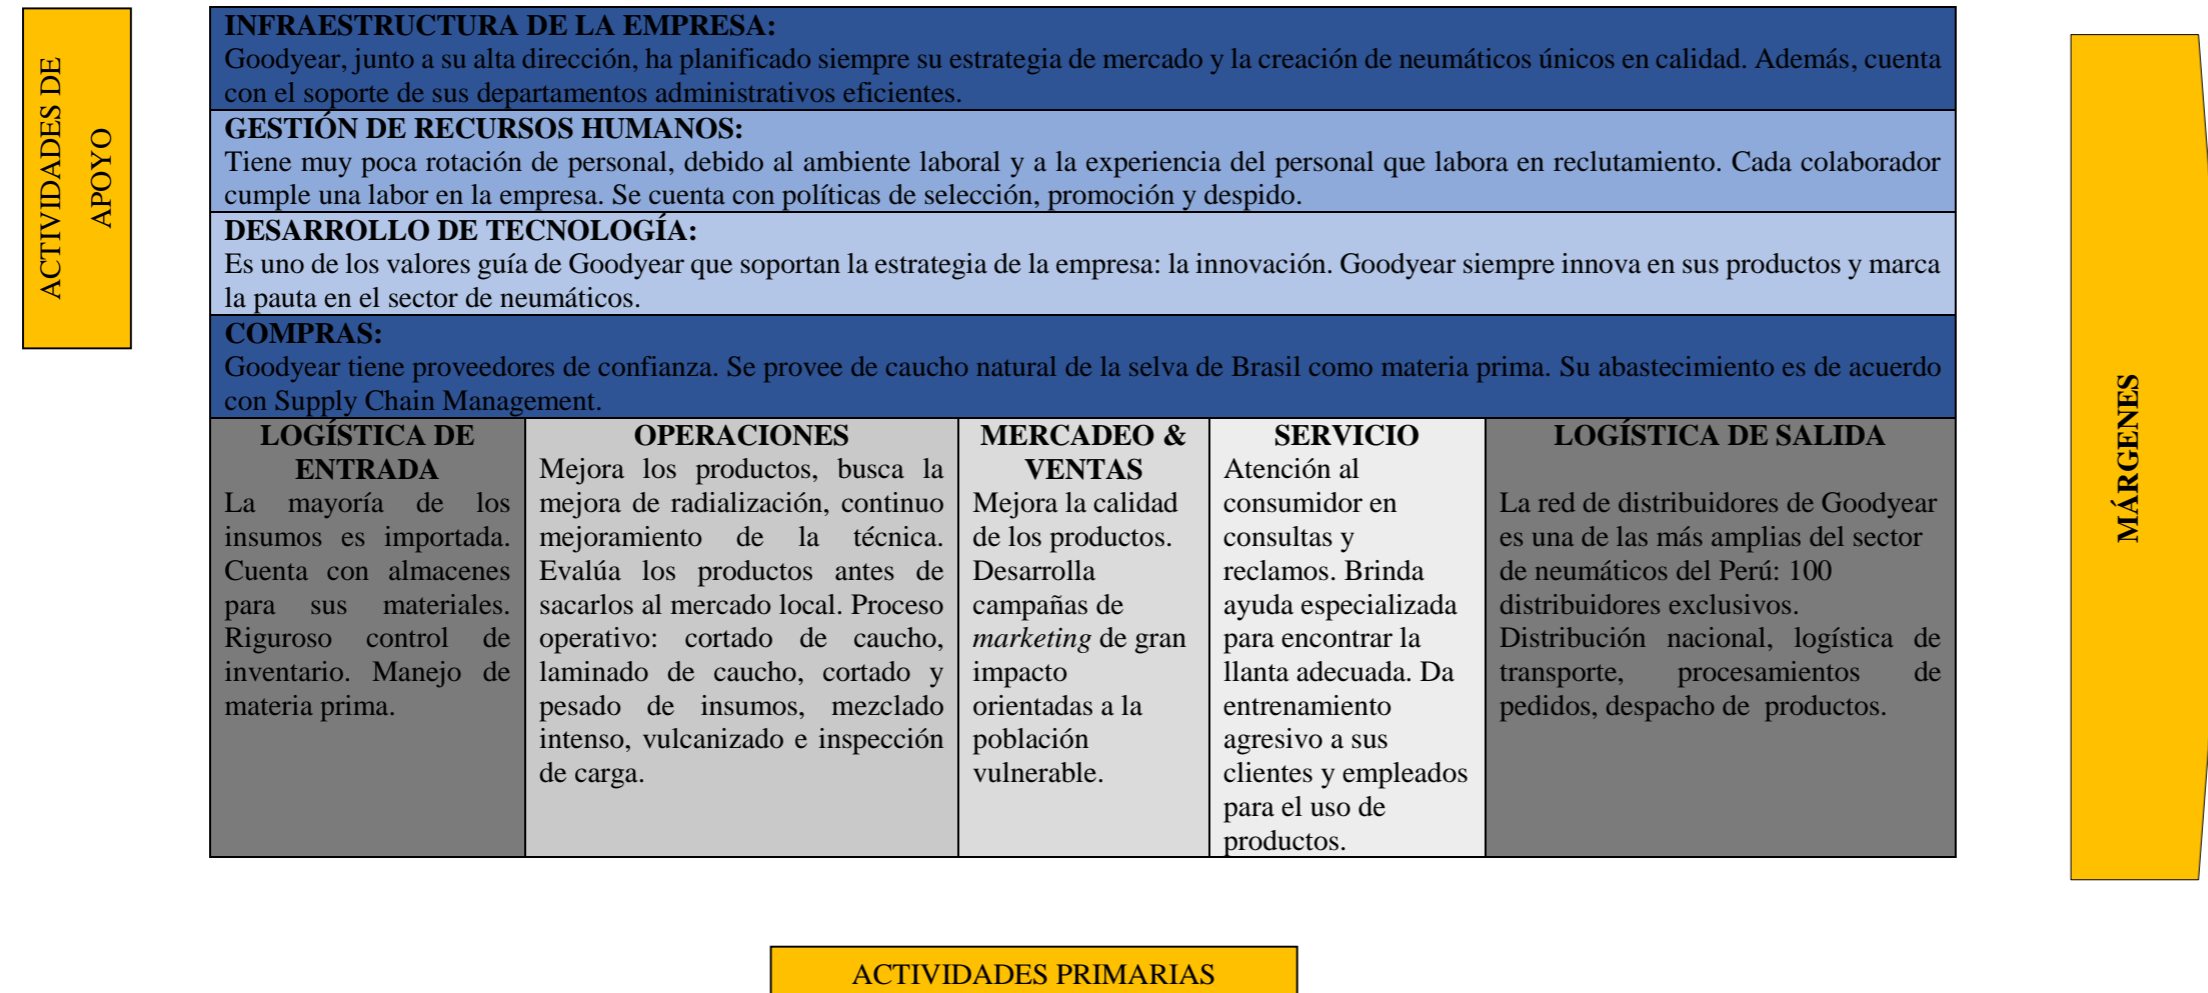 ACTIVIDADES DE
APOYO
INFRAESTRUCTURA DE LA EMPRESA:
Goodyear, junto a su alta dirección, ha planificado siempre su estrategia de mercado y la creación de neumáticos únicos en calidad. Además, cuenta
con el soporte de sus departamentos administrativos eficientes.
GESTIÓN DE RECURSOS HUMANOS:
Tiene muy poca rotación de personal, debido al ambiente laboral y a la experiencia del personal que labora en reclutamiento. Cada colaborador
cumple una labor en la empresa. Se cuenta con políticas de selección, promoción y despido.
DESARROLLO DE TECNOLOGÍA:
Es uno de los valores guía de Goodyear que soportan la estrategia de la empresa: la innovación. Goodyear siempre innova en sus productos y marca
la pauta en el sector de neumáticos.
COMPRAS:
Goodyear tiene proveedores de confianza. Se provee de caucho natural de la selva de Brasil como materia prima. Su abastecimiento es de acuerdo
con Supply Chain Management.
LOGÍSTICA DE
ENTRADA
La mayoría de los
insumos es importada.
Cuenta con almacenes
para sus materiales.
Riguroso control de
inventario. Manejo de
materia prima.
OPERACIONES
Mejora los productos, busca la
mejora de radialización, continuo
mejoramiento de la técnica.
Evalúa los productos antes de
sacarlos al mercado local. Proceso
operativo: cortado de caucho,
laminado de caucho, cortado y
pesado de insumos, mezclado
intenso, vulcanizado e inspección
de carga.
MERCADEO &
VENTAS
Mejora la calidad
de los productos.
Desarrolla
campañas de
marketing de gran
impacto
orientadas a la
población
vulnerable.
SERVICIO
Atención al
consumidor en
consultas y
reclamos. Brinda
ayuda especializada
para encontrar la
llanta adecuada. Da
entrenamiento
agresivo a sus
clientes y empleados
para el uso de
productos.
LOGÍSTICA DE SALIDA
La red de distribuidores de Goodyear
es una de las más amplias del sector
de neumáticos del Perú: 100
distribuidores exclusivos.
Distribución nacional, logística de
transporte, procesamientos de
pedidos, despacho de productos.
MÁRGENES
ACTIVIDADES PRIMARIAS